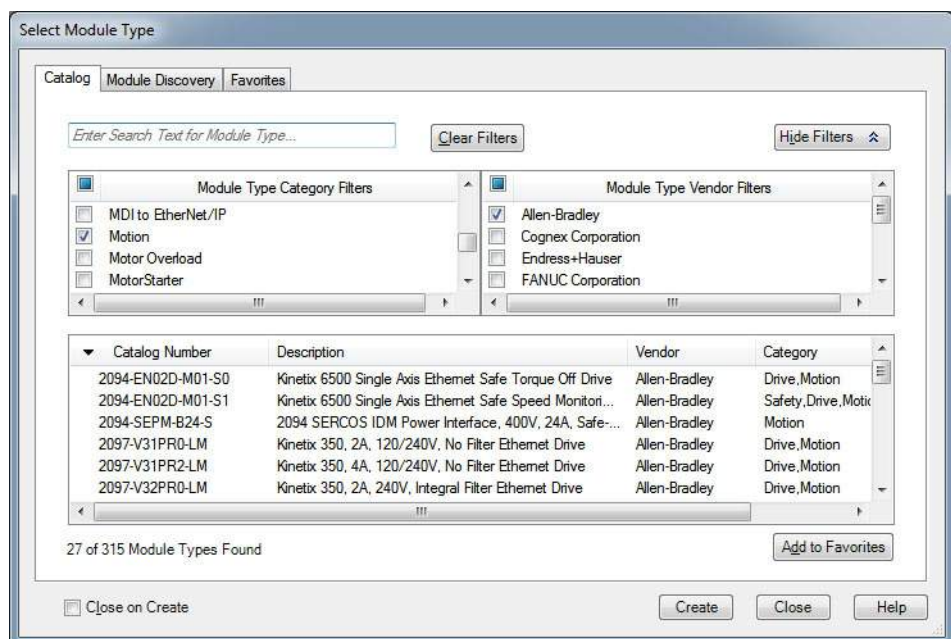 Select Module Type
Catalog Module Discovery Favorites
Enter Search Text for Module Type...
Clear Filters
Hide Filters
Module Type Category Filters
MDI to EtherNet/IP
Motion
Motor Overload
MotorStarter
Module Type Vendor Filters
Allen-Bradley
Cognex Corporation
Endress+Hauser
FANUC Corporation
Catalog Number Description Vendor Category
2094-EN02D-M01-S0 Kinetix 6500 Single Axis Ethernet Safe Torque Off Drive Allen-Bradley Drive,Motion
2094-EN02D-M01-S1 Kinetix 6500 Single Axis Ethernet Safe Speed Monitori... Allen-Bradley Safety,Drive,Motic
2094-SEPM-B24-S 2094 SERCOS IDM Power Interface, 400V, 24A, Safe-... Allen-Bradley Motion
2097-V31PR0-LM Kinetix 350, 2A, 120/240V, No Filter Ethernet Drive Allen-Bradley Drive,Motion
2097-V31PR2-LM Kinetix 350, 4A, 120/240V, No Filter Ethernet Drive Allen-Bradley Drive,Motion
2097-V32PR0-LM Kinetix 350, 2A, 240V, Integral Filter Ethernet Drive Allen-Bradley Drive,Motion
27 of 315 Module Types Found
Add to Favorites
Close on Create
Create Close Help